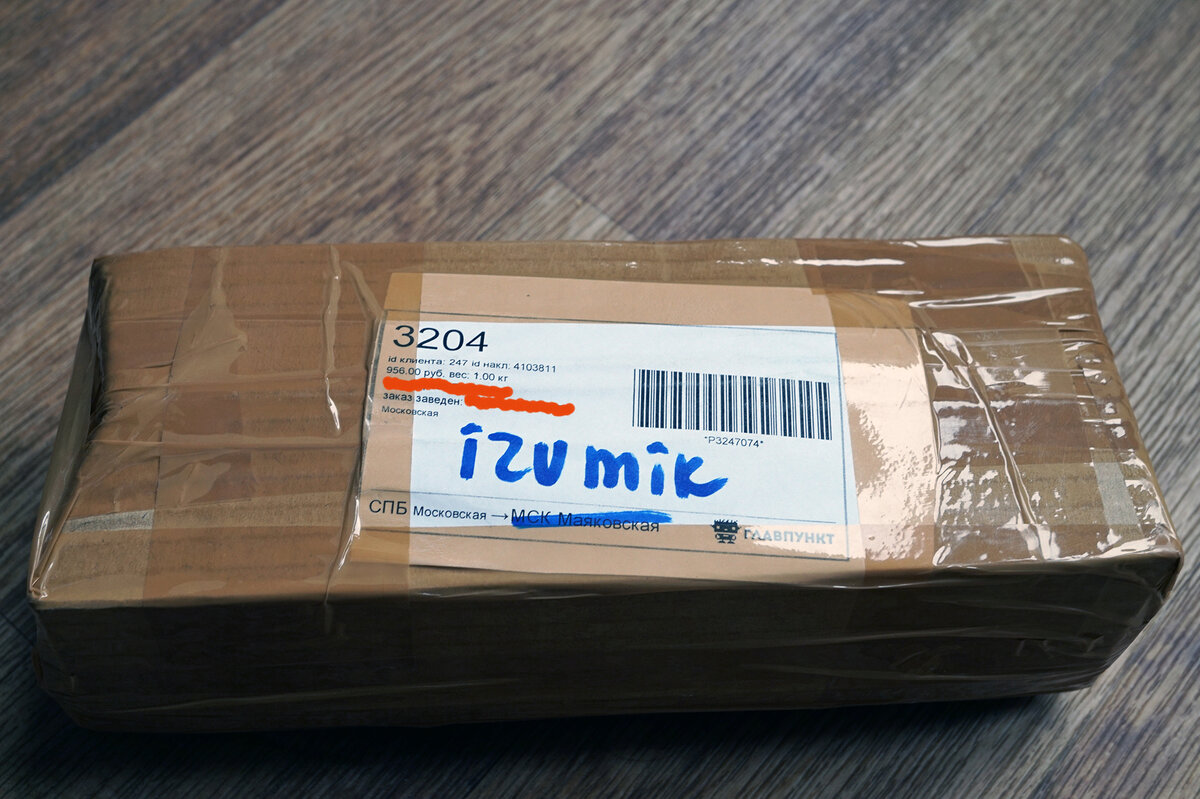 3204
id клиента: 247 id накл: 4103811
956.00 руб. вес: 1.00 кг
заказ заведен:
Московская
*P3247074*
izumik
СПБ Московская → МСК Маяковская
ГЛАВПУНКТ